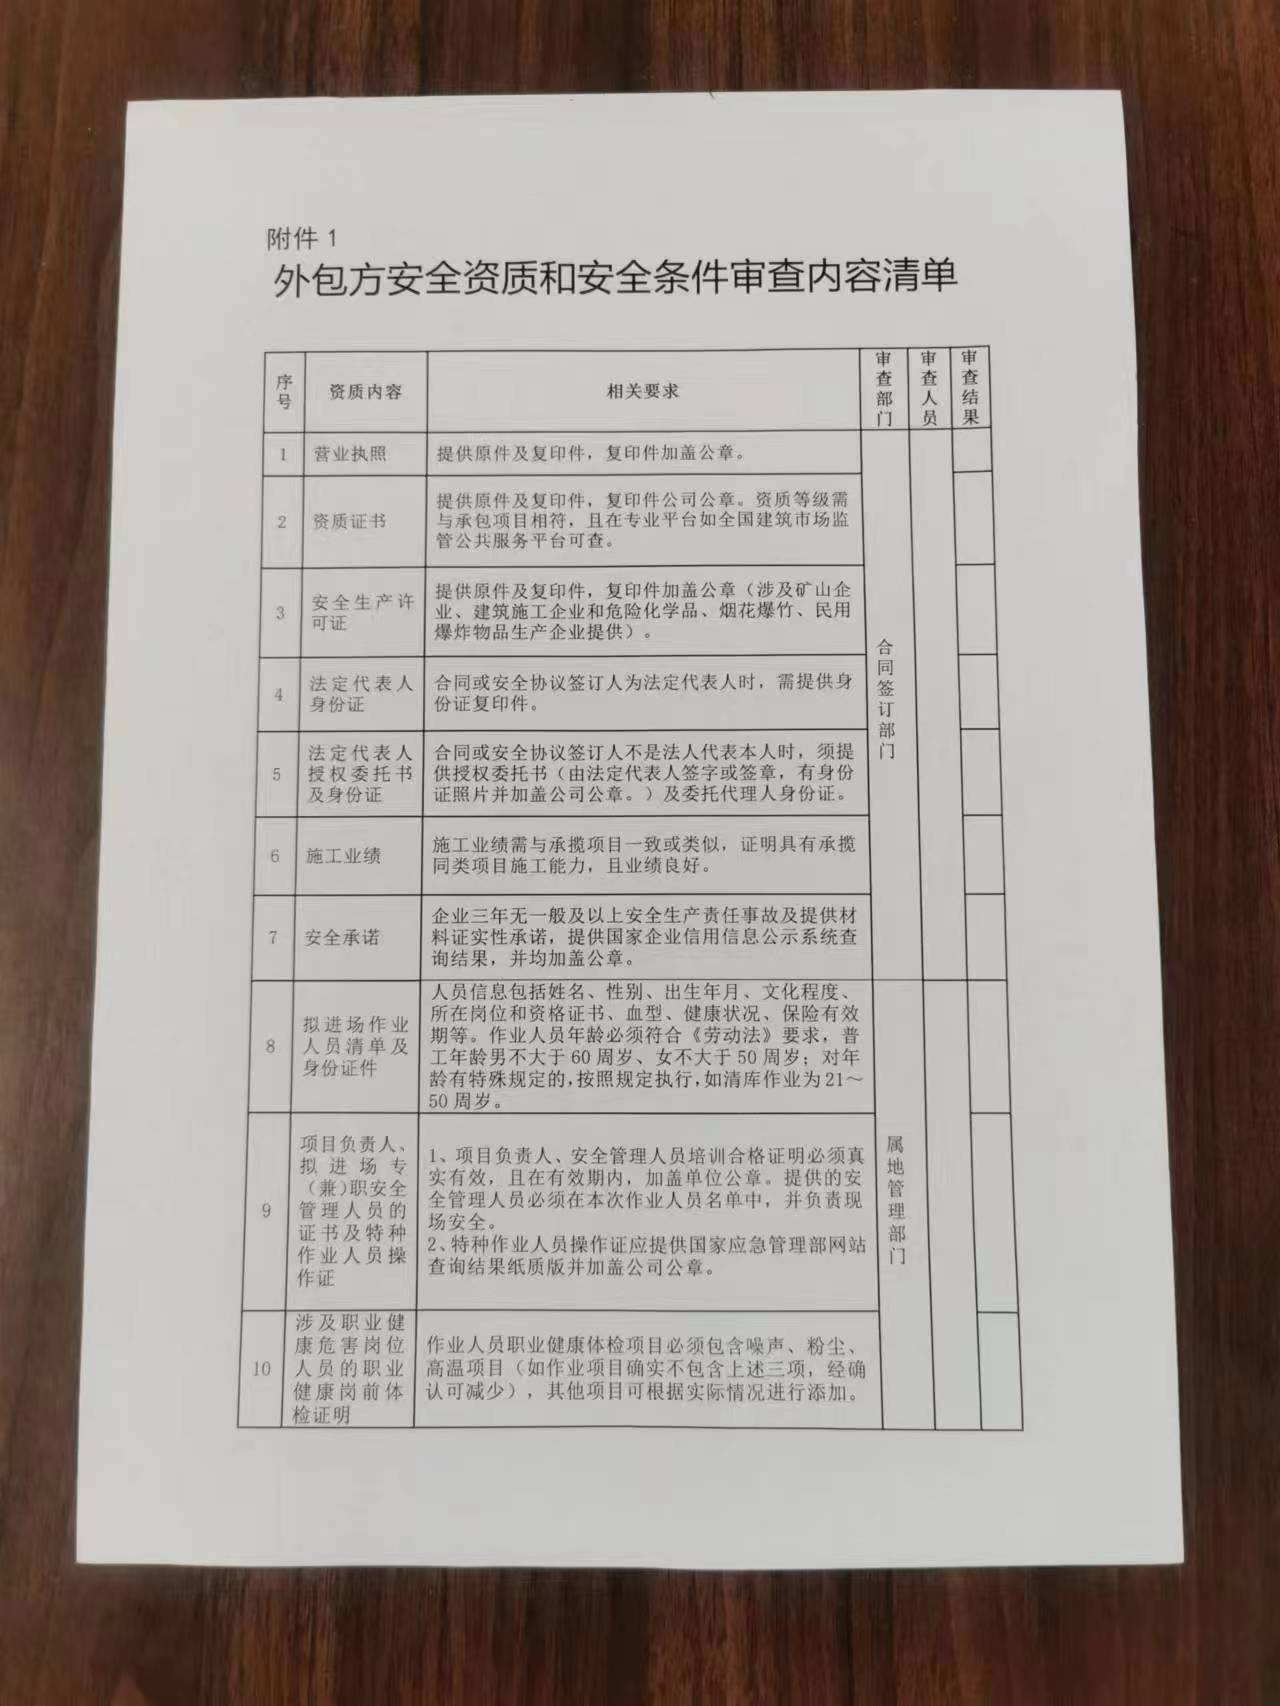 附件 1
外包方安全资质和安全条件审查内容清单
序号
资质内容
相关要求
审查部门
审查人员
审查结果
1
营业执照
提供原件及复印件，复印件加盖公章。
2
资质证书
提供原件及复印件，复印件公司公章。资质等级需
与承包项目相符，且在专业平台如全国建筑市场监
管公共服务平台可查。
3
安全生产许
可证
提供原件及复印件，复印件加盖公章（涉及矿山企
业、建筑施工企业和危险化学品、烟花爆竹、民用
爆炸物品生产企业提供）。
4
法定代表人
身份证
合同或安全协议签订人为法定代表人时，需提供身
份证复印件。
5
法定代表人
授权委托书
及身份证
合同或安全协议签订人不是法人代表本人时，须提
供授权委托书（由法定代表人签字或签章，有身份
证照片并加盖公司公章。）及委托代理人身份证。
6
施工业绩
施工业绩需与承揽项目一致或类似，证明具有承揽
同类项目施工能力，且业绩良好。
7
安全承诺
企业三年无一般及以上安全生产责任事故及提供材
料证实性承诺，提供国家企业信用信息公示系统查
询结果，并均加盖公章。
合同签订部门
8
拟进场作业
人员清单及
身份证件
人员信息包括姓名、性别、出生年月、文化程度、
所在岗位和资格证书、血型、健康状况、保险有效
期等。作业人员年龄必须符合《劳动法》要求，普
工年龄男不大于 60 周岁、女不大于 50 周岁；对年
龄有特殊规定的，按照规定执行，如清库作业为 21～
50 周岁。
9
项目负责人、
拟进场专
（兼）职安全
管理人员的
证书及特种
作业人员操
作证
1、项目负责人、安全管理人员培训合格证明必须真
实有效，且在有效期内，加盖单位公章。提供的安
全管理人员必须在本次作业人员名单中，并负责现
场安全。
2、特种作业人员操作证应提供国家应急管理部网站
查询结果纸质版并加盖公司公章。
10
涉及职业健
康危害岗位
人员的职业
健康岗前体
检证明
作业人员职业健康体检项目必须包含噪声、粉尘、
高温项目（如作业项目确实不包含上述三项，经确
认可减少），其他项目可根据实际情况进行添加。
属地管理部门